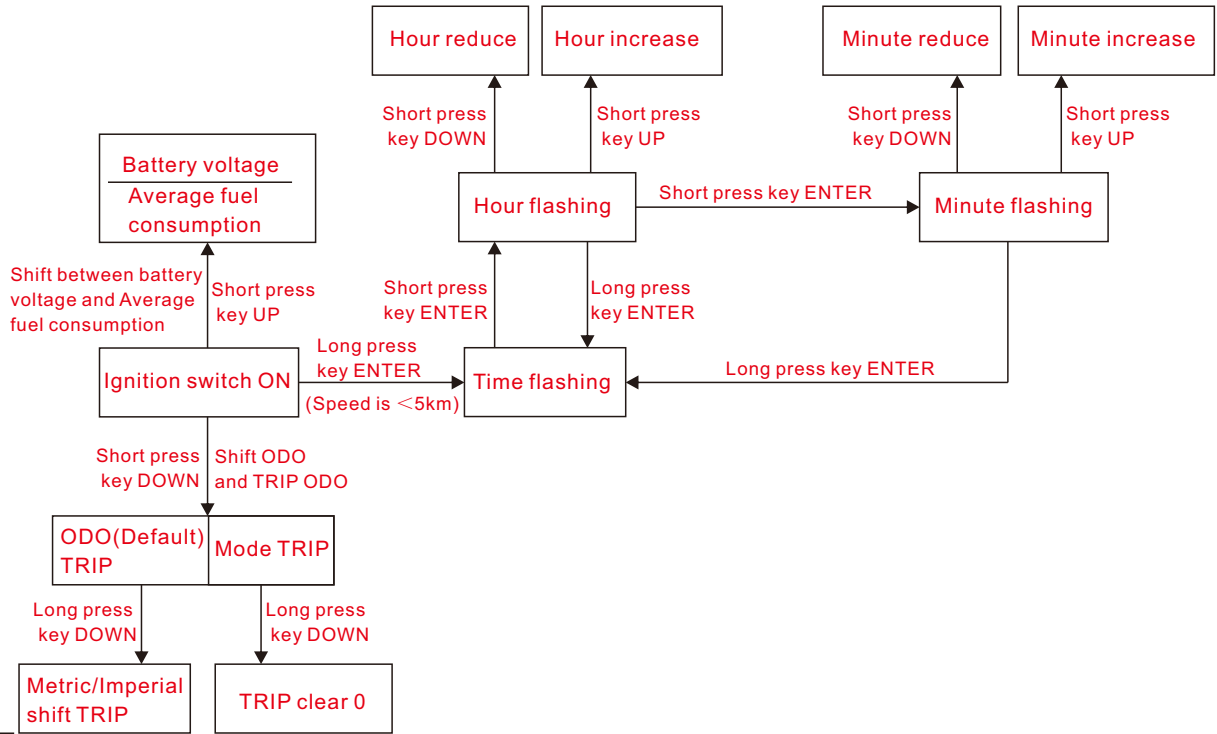 Hour reduce
Hour increase
Minute reduce
Minute increase
Short press
key DOWN
Short press
key UP
Short press
key DOWN
Short press
key UP
Battery voltage
Average fuel
consumption
Hour flashing
Short press key ENTER
Minute flashing
Shift between battery
voltage and Average
fuel consumption
Short press
key UP
Short press
key ENTER
Long press
key ENTER
Ignition switch ON
Long press
key ENTER
(Speed is <5km)
Time flashing
Long press key ENTER
Short press
key DOWN
Shift ODO
and TRIP ODO
ODO(Default)
TRIP
Mode TRIP
Long press
key DOWN
Long press
key DOWN
Metric/Imperial
shift TRIP
TRIP clear 0